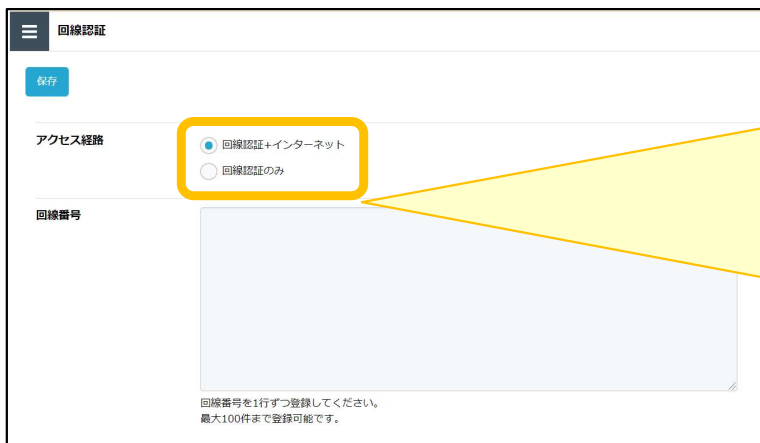 回線認証
保存
アクセス経路
回線認証+インターネット
回線認証のみ
回線番号
回線番号を1行ずつ登録してください。
最大100件まで登録可能です。